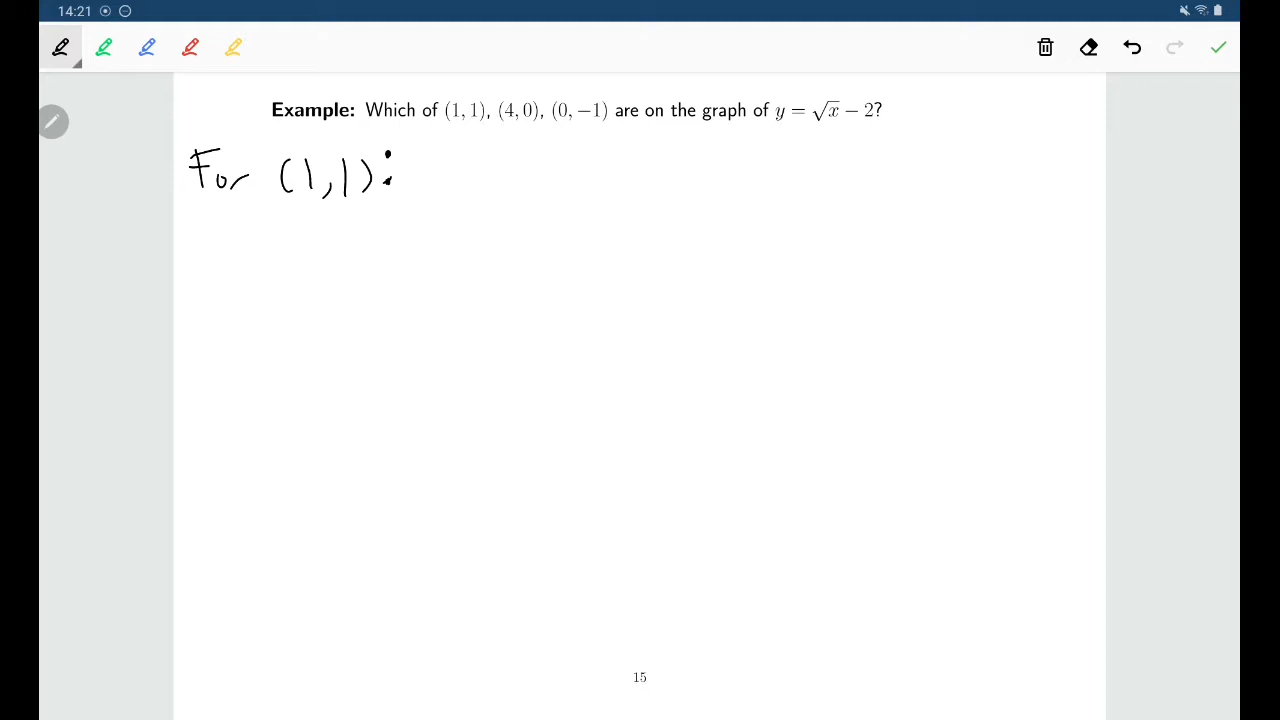 14:21
Example: Which of (1, 1), (4, 0), (0, −1) are on the graph of y = √x − 2?
For (1,1):
15